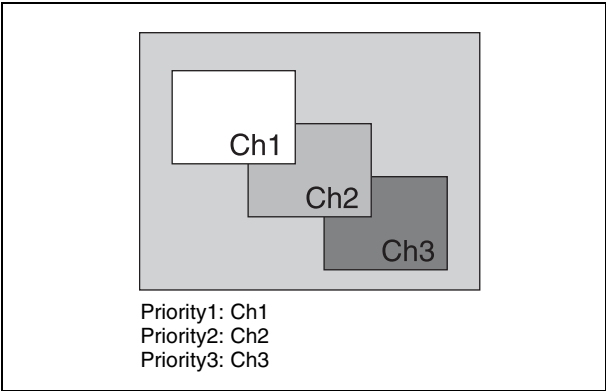 Ch1
Ch2
Ch3
Priority1: Ch1
Priority2: Ch2
Priority3: Ch3